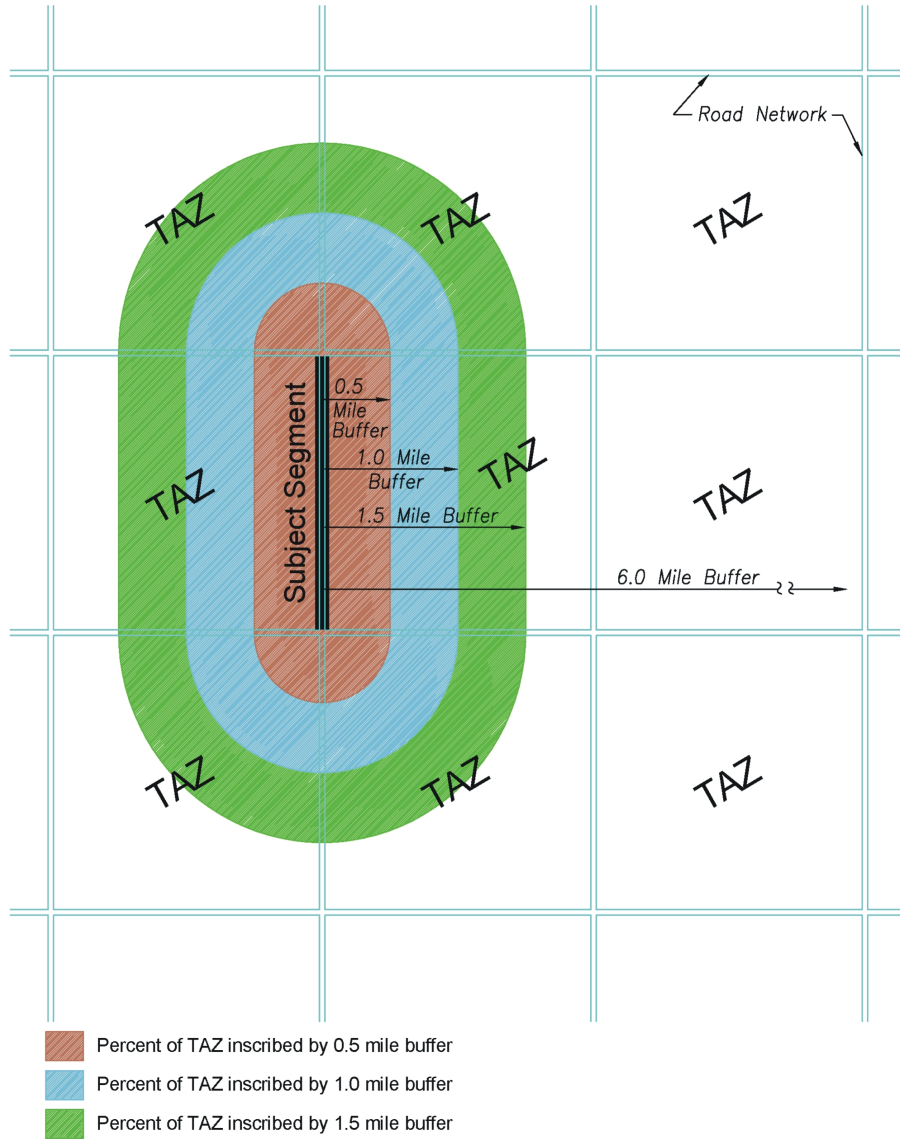 Road Network
TAZ
TAZ
TAZ
Subject Segment
0.5
Mile
Buffer
1.0 Mile
Buffer
TAZ
TAZ
TAZ
1.5 Mile Buffer
6.0 Mile Buffer
TAZ
TAZ
TAZ
Percent of TAZ inscribed by 0.5 mile buffer
Percent of TAZ inscribed by 1.0 mile buffer
Percent of TAZ inscribed by 1.5 mile buffer